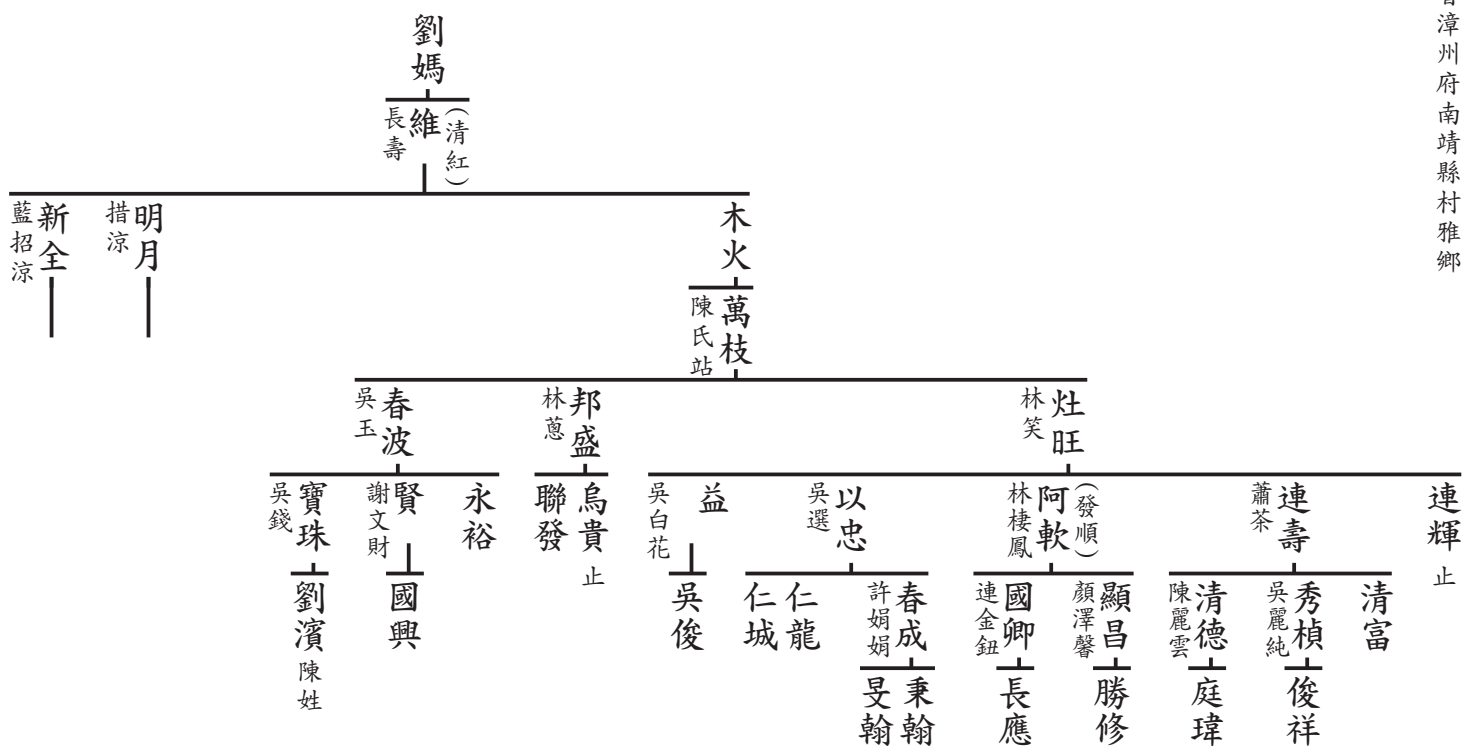 漳州府南靖縣村雅鄉
劉媽
維
(清紅)
長壽
木火
明月
措涼
新全
藍招涼
萬枝
陳氏站
灶旺
林笑
邦盛
林蔥
春波
吳玉
連輝
止
連壽
蕭茶
阿軟
(發順)
林棲鳳
以忠
吳選
益
吳白花
烏貴
止
聯發
永裕
賢
謝文財
寶珠
吳錢
清富
秀楨
吳麗純
清德
陳麗雲
顯昌
顏澤馨
國卿
連金鈕
春成
許娟娟
仁龍
仁城
吳俊
國興
劉濱
陳姓
俊祥
庭瑋
勝修
長應
秉翰
旻翰